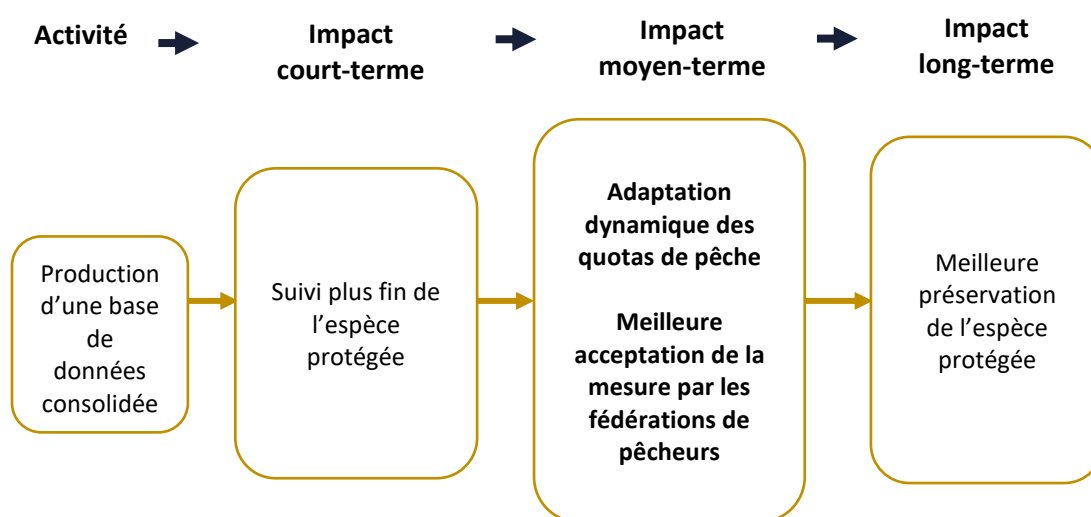 Activité
Impact
court-terme
Impact
moyen-terme
Impact
long-terme
Production
d’une base
de
données
consolidée
Suivi plus fin de
l’espèce
protégée
Adaptation
dynamique des
quotas de pêche
Meilleure
acceptation de la
mesure par les
fédérations de
pêcheurs
Meilleure
préservation
de l’espèce
protégée